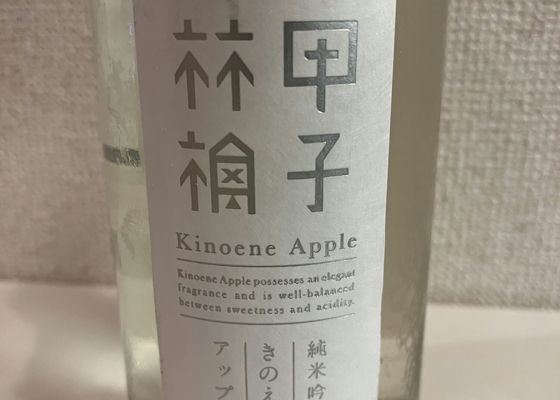 甲子
林檎
Kinoene Apple
Kinoene Apple possesses an elegant
fragrance and is well-balanced
between sweetness and acidity.
純米吟
きのえ
アップ